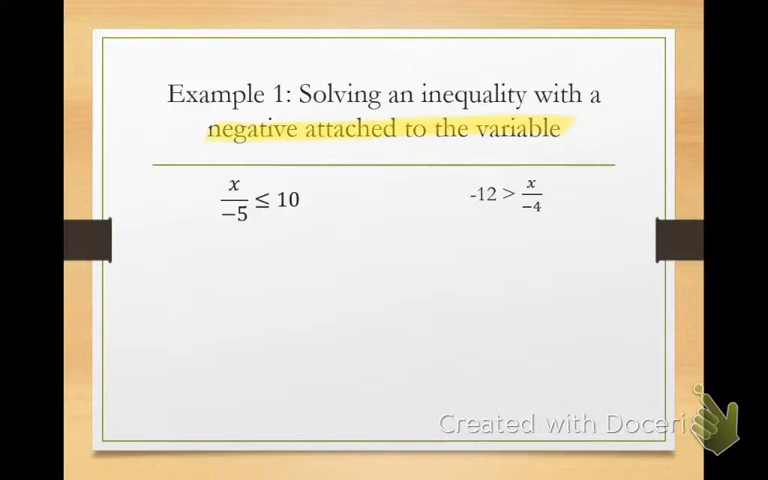 Example 1: Solving an inequality with a
negative attached to the variable
x/−5 ≤ 10
-12 > x/−4
Created with Doceri